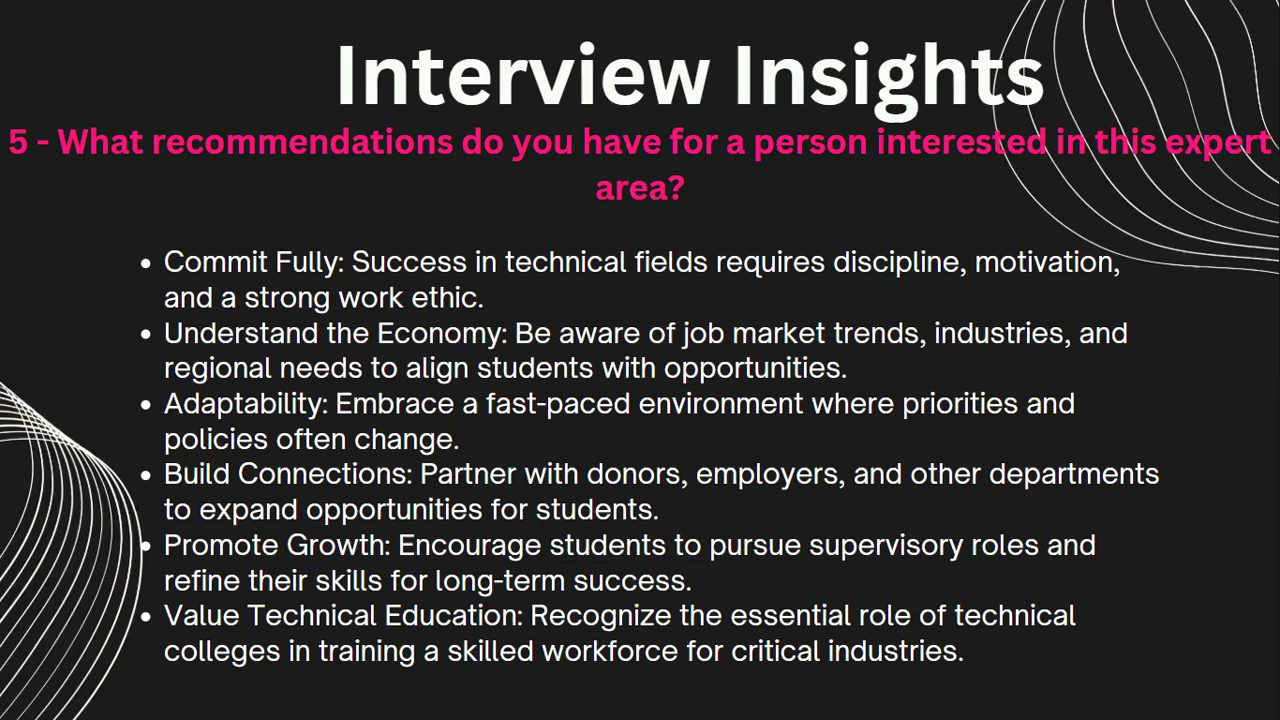 Interview Insights
5 - What recommendations do you have for a person interested in this expert
area?
• Commit Fully: Success in technical fields requires discipline, motivation,
and a strong work ethic.
• Understand the Economy: Be aware of job market trends, industries, and
regional needs to align students with opportunities.
• Adaptability: Embrace a fast-paced environment where priorities and
policies often change.
• Build Connections: Partner with donors, employers, and other departments
to expand opportunities for students.
• Promote Growth: Encourage students to pursue supervisory roles and
refine their skills for long-term success.
• Value Technical Education: Recognize the essential role of technical
colleges in training a skilled workforce for critical industries.